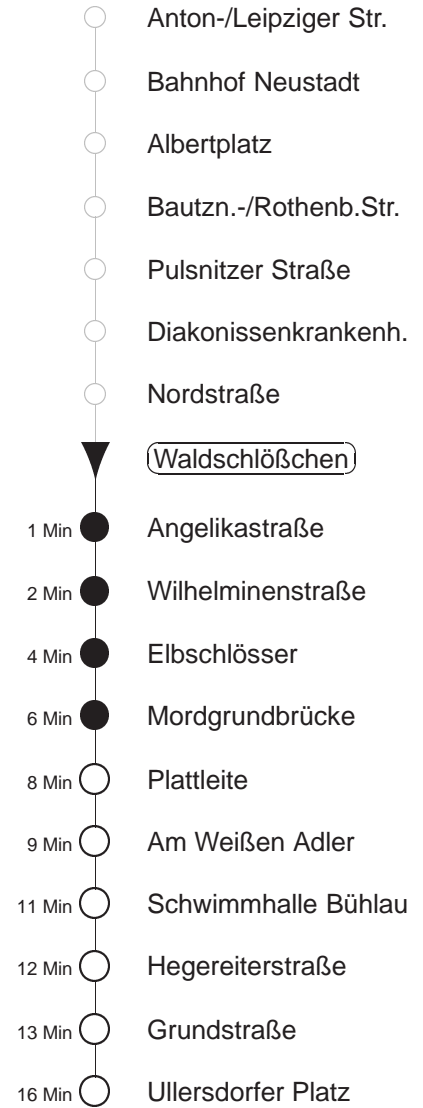 Anton-/Leipziger Str.
Bahnhof Neustadt
Albertplatz
Bautzn.-/Rothenb.Str.
Pulsnitzer Straße
Diakonissenkrankenh.
Nordstraße
Waldschlößchen
1 Min Angelikastraße
2 Min Wilhelminenstraße
4 Min Elbschlösser
6 Min Mordgrundbrücke
8 Min Plattleite
9 Min Am Weißen Adler
11 Min Schwimmhalle Bühlau
12 Min Hegereiterstraße
13 Min Grundstraße
16 Min Ullersdorfer Platz